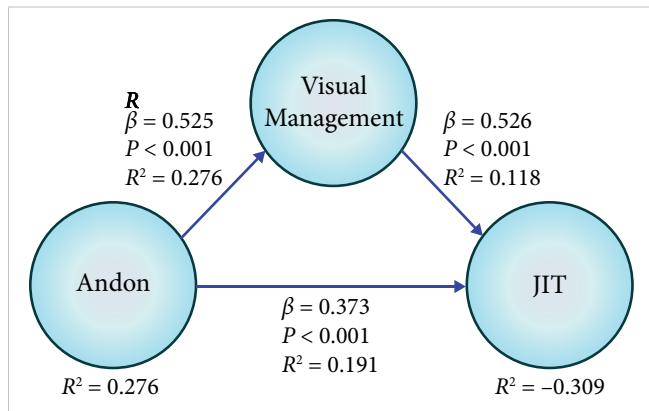 Visual
Management
R
β = 0.525
P < 0.001
R² = 0.276
β = 0.526
P < 0.001
R² = 0.118
Andon
JIT
β = 0.373
P < 0.001
R² = 0.191
R² = 0.276
R² = –0.309